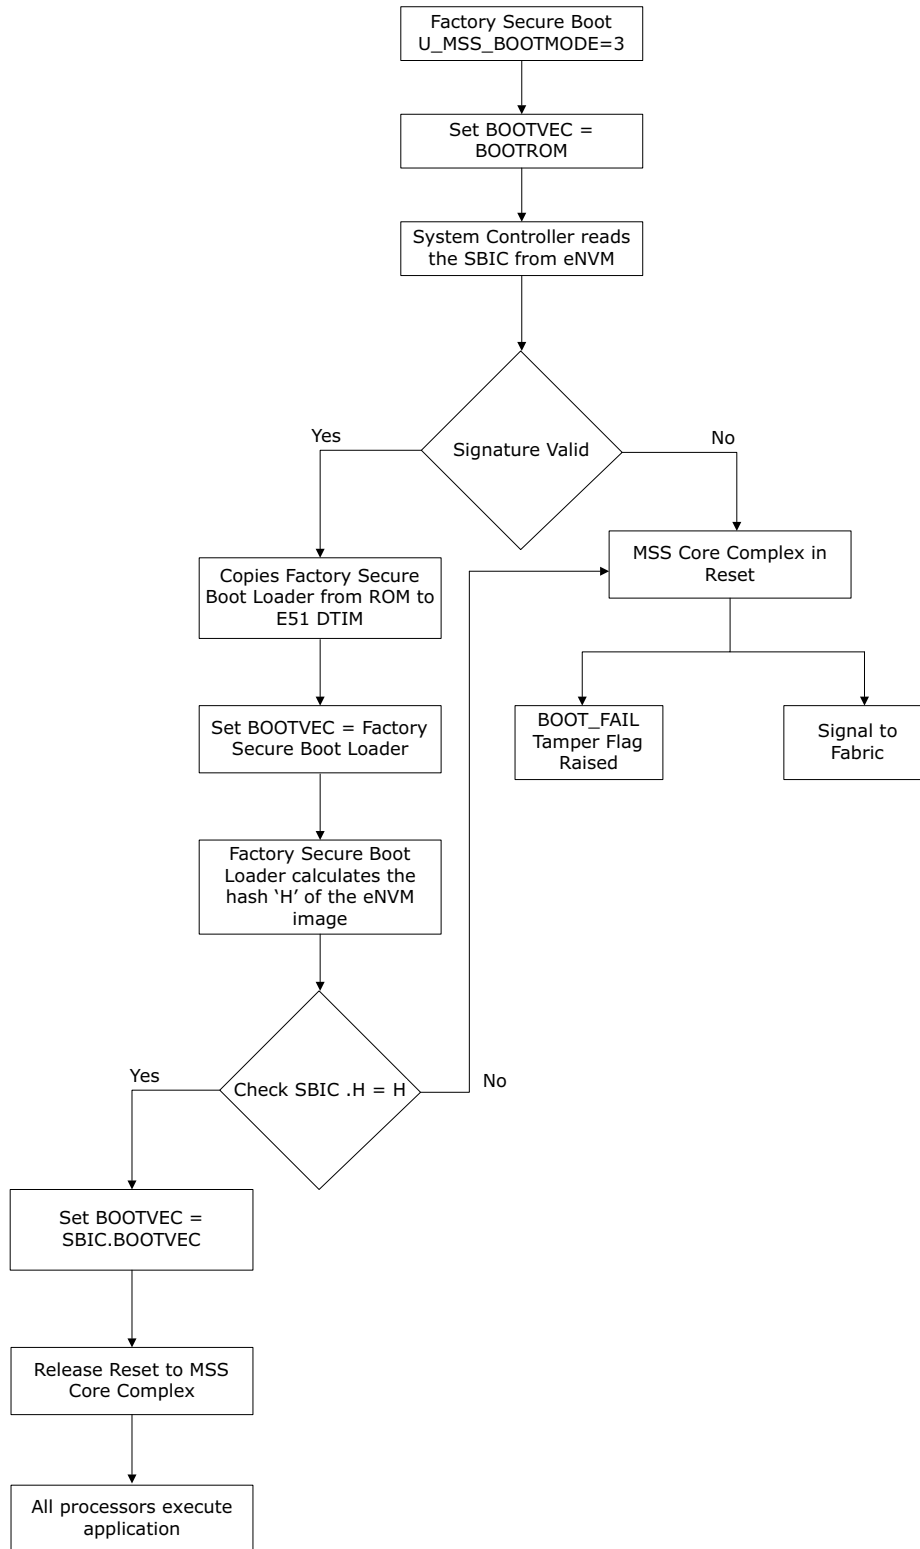 Factory Secure Boot
U_MSS_BOOTMODE=3
Set BOOTVEC =
BOOTROM
System Controller reads
the SBIC from eNVM
Signature Valid
Yes
No
Copies Factory Secure
Boot Loader from ROM to
E51 DTIM
MSS Core Complex in
Reset
Set BOOTVEC = Factory
Secure Boot Loader
BOOT_FAIL
Tamper Flag
Raised
Signal to
Fabric
Factory Secure Boot
Loader calculates the
hash ‘H’ of the eNVM
image
Check SBIC .H = H
Yes
No
Set BOOTVEC =
SBIC.BOOTVEC
Release Reset to MSS
Core Complex
All processors execute
application